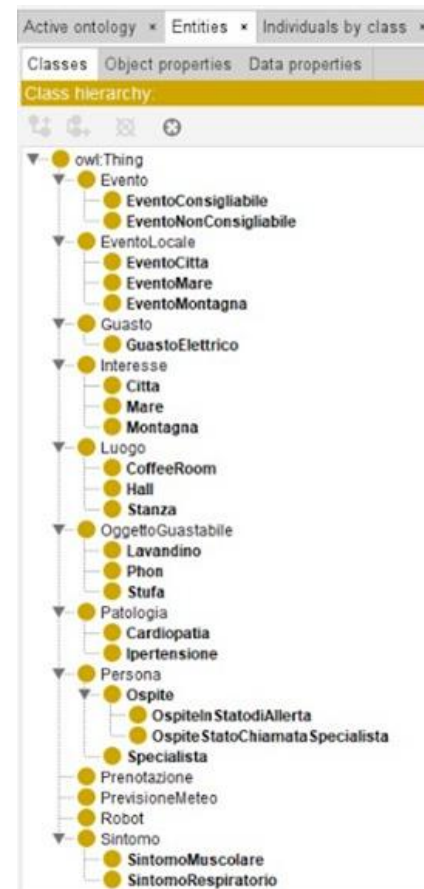 Active ontology × Entities × Individuals by class ×
Classes Object properties Data properties
Class hierarchy:
owl:Thing
Evento
EventoConsigliabile
EventoNonConsigliabile
EventoLocale
EventoCitta
EventoMare
EventoMontagna
Guasto
GuastoElettrico
Interesse
Citta
Mare
Montagna
Luogo
CoffeeRoom
Hall
Stanza
OggettoGuastabile
Lavandino
Phon
Stufa
Patologia
Cardiopatia
Ipertensione
Persona
Ospite
OspiteInStatodiAllerta
OspiteStatoChiamataSpecialista
Specialista
Prenotazione
PrevisioneMeteo
Robot
Sintomo
SintomoMuscolare
SintomoRespiratorio